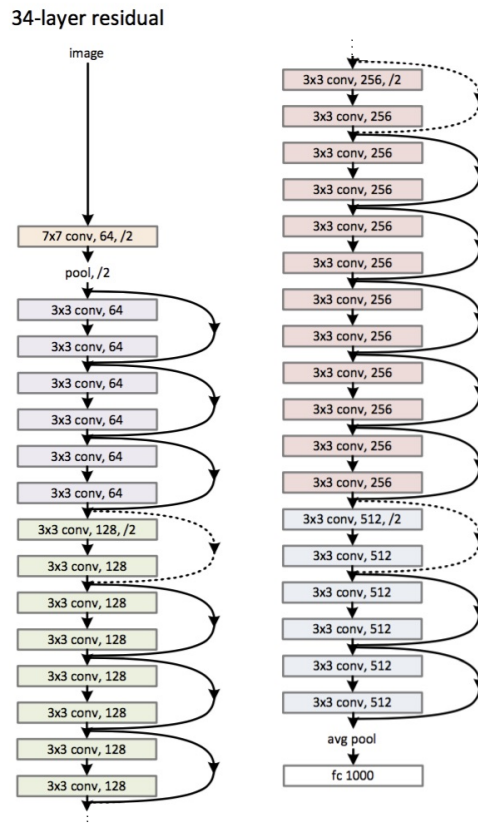 34-layer residual
image
7x7 conv, 64, /2
pool, /2
3x3 conv, 64
3x3 conv, 64
3x3 conv, 64
3x3 conv, 64
3x3 conv, 64
3x3 conv, 64
3x3 conv, 128, /2
3x3 conv, 128
3x3 conv, 128
3x3 conv, 128
3x3 conv, 128
3x3 conv, 128
3x3 conv, 128
3x3 conv, 128
3x3 conv, 256, /2
3x3 conv, 256
3x3 conv, 256
3x3 conv, 256
3x3 conv, 256
3x3 conv, 256
3x3 conv, 256
3x3 conv, 256
3x3 conv, 256
3x3 conv, 256
3x3 conv, 256
3x3 conv, 256
3x3 conv, 512, /2
3x3 conv, 512
3x3 conv, 512
3x3 conv, 512
3x3 conv, 512
3x3 conv, 512
avg pool
fc 1000